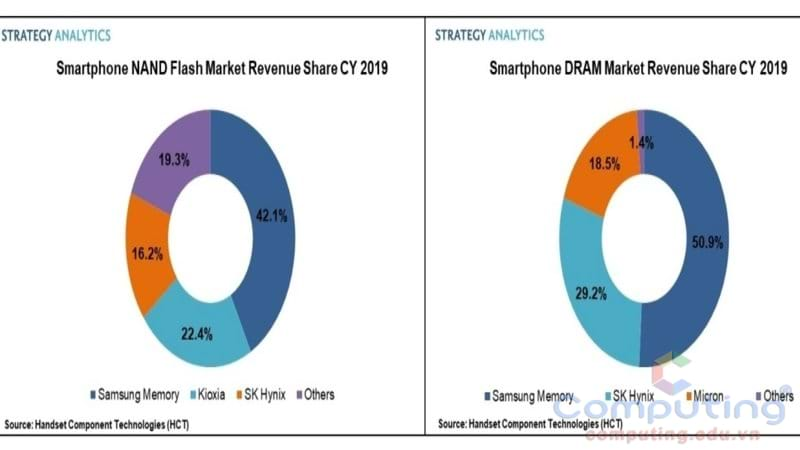 STRATEGY ANALYTICS
Smartphone NAND Flash Market Revenue Share CY 2019
19.3%
42.1%
16.2%
22.4%
Samsung Memory Kioxia SK Hynix Others
Source: Handset Component Technologies (HCT)
STRATEGY ANALYTICS
Smartphone DRAM Market Revenue Share CY 2019
1.4%
18.5%
50.9%
29.2%
Samsung Memory SK Hynix Micron Others
Source: Handset Component Technologies (HCT)
Computing®
computing.edu.vn